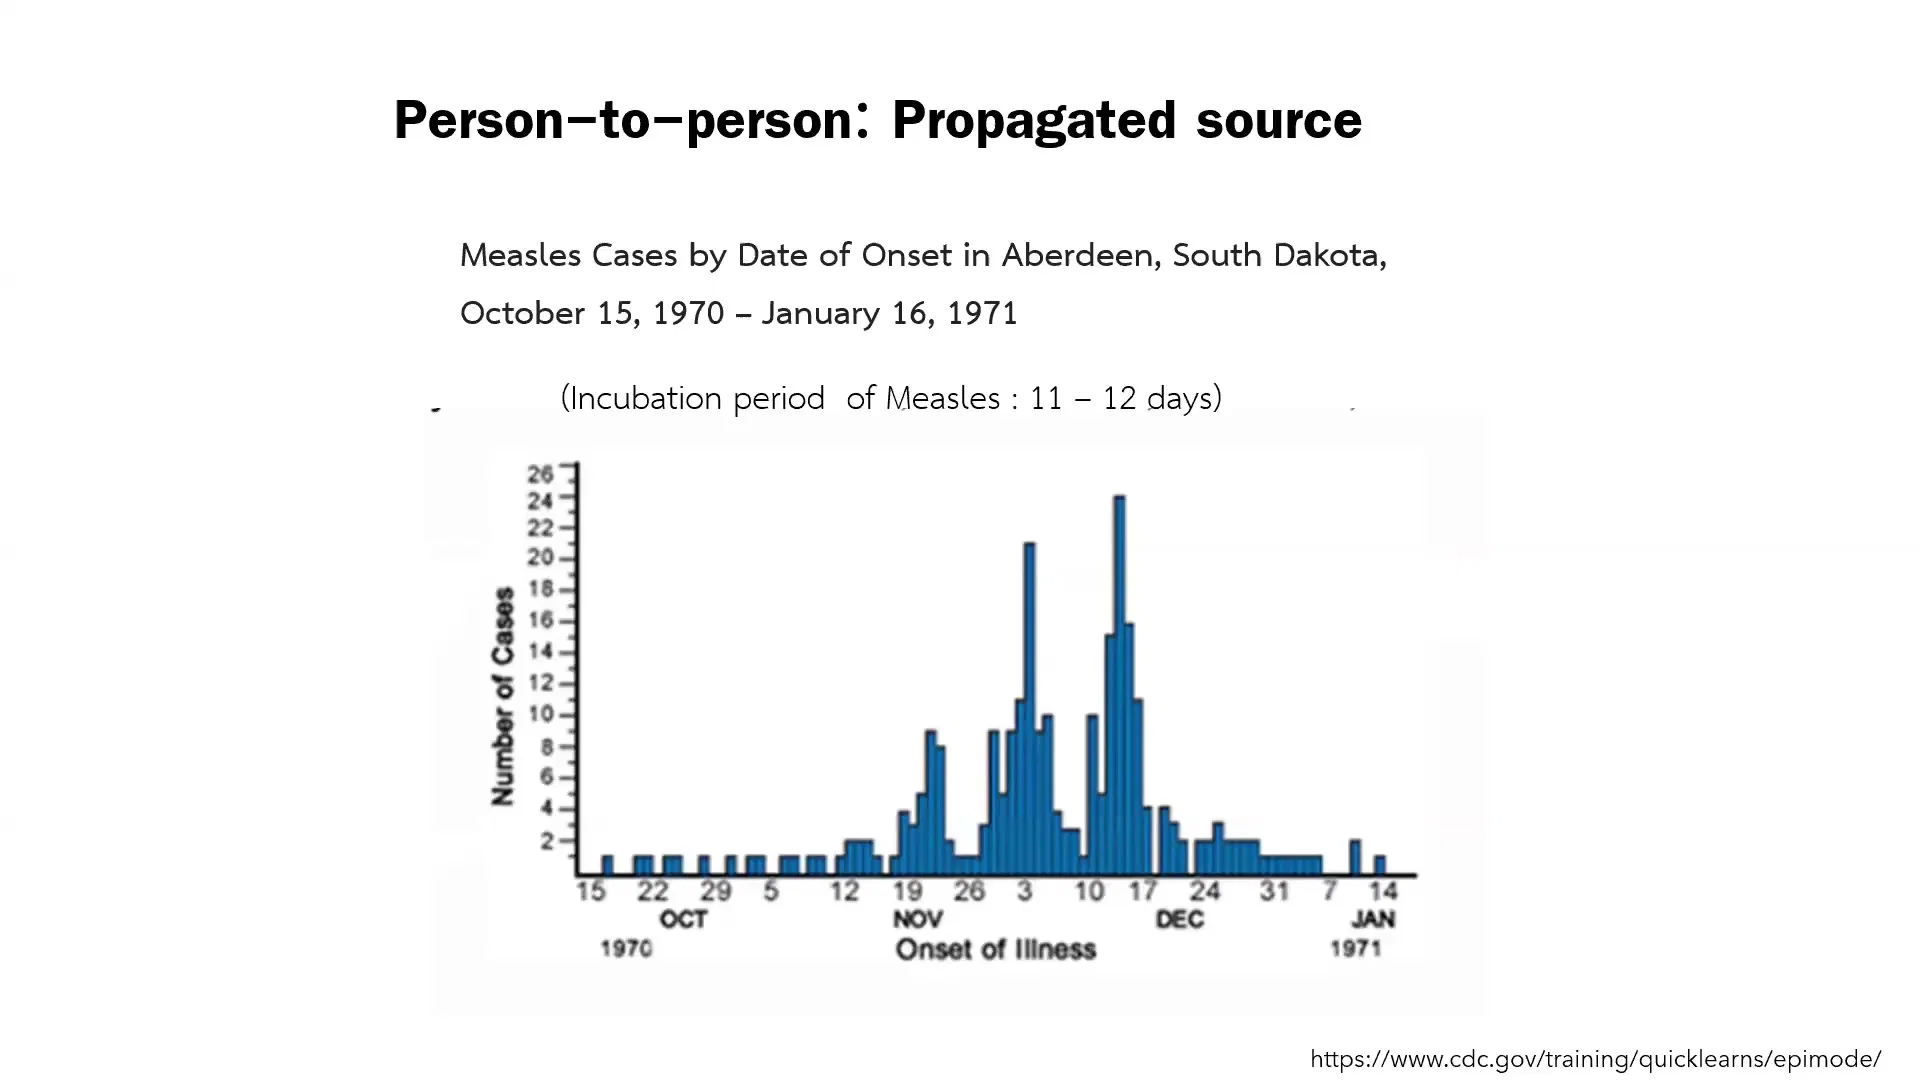 Person-to-person: Propagated source
Measles Cases by Date of Onset in Aberdeen, South Dakota,
October 15, 1970 – January 16, 1971
(Incubation period of Measles : 11 – 12 days)
26
24
22
20
18
16
14
12
10
8
6
4
2
Number of Cases
15 22 29 5 12 19 26 3 10 17 24 31 7 14
OCT NOV DEC JAN
1970 Onset of Illness 1971
https://www.cdc.gov/training/quicklearns/epimode/